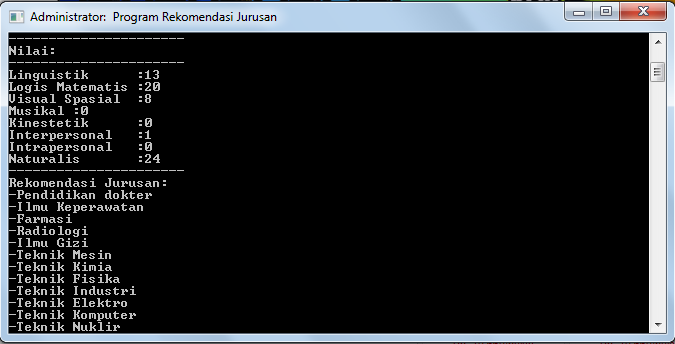 Administrator: Program Rekomendasi Jurusan
----------------------
Nilai:
----------------------
Linguistik      :13
Logis Matematis :20
Visual Spasial  :8
Musikal :0
Kinestetik      :0
Interpersonal   :1
Intrapersonal   :0
Naturalis       :24
----------------------
Rekomendasi Jurusan:
-Pendidikan dokter
-Ilmu Keperawatan
-Farmasi
-Radiologi
-Ilmu Gizi
-Teknik Mesin
-Teknik Kimia
-Teknik Fisika
-Teknik Industri
-Teknik Elektro
-Teknik Komputer
-Teknik Nuklir